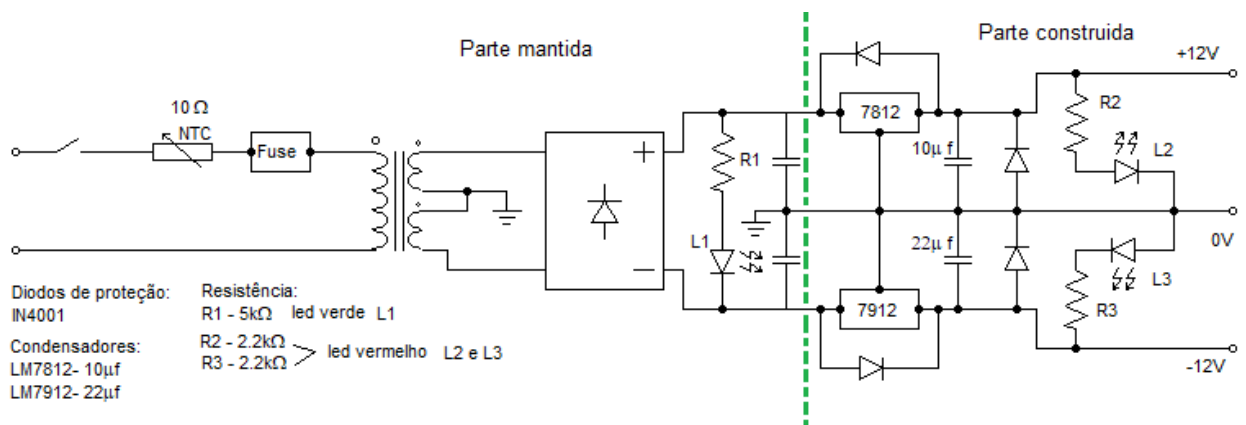 Parte mantida
Parte construida
+12V
10 Ω
NTC
Fuse
+
R1
7812
10μ f
R2
L2
L1
22μ f
0V
−
7912
L3
R3
-12V
Diodos de proteção:
IN4001
Condensadores:
LM7812- 10μf
LM7912- 22μf
Resistência:
R1 - 5kΩ led verde L1
R2 - 2.2kΩ
R3 - 2.2kΩ
led vermelho L2 e L3